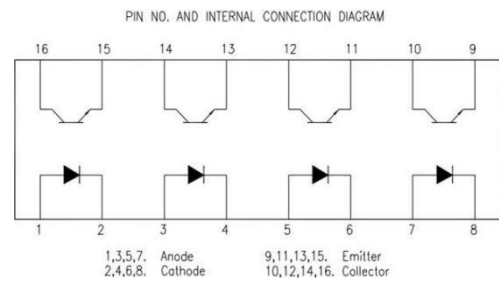 PIN NO. AND INTERNAL CONNECTION DIAGRAM
16 15 14 13 12 11 10 9
1 2 3 4 5 6 7 8
1,3,5,7. Anode 9,11,13,15. Emitter
2,4,6,8. Cathode 10,12,14,16. Collector